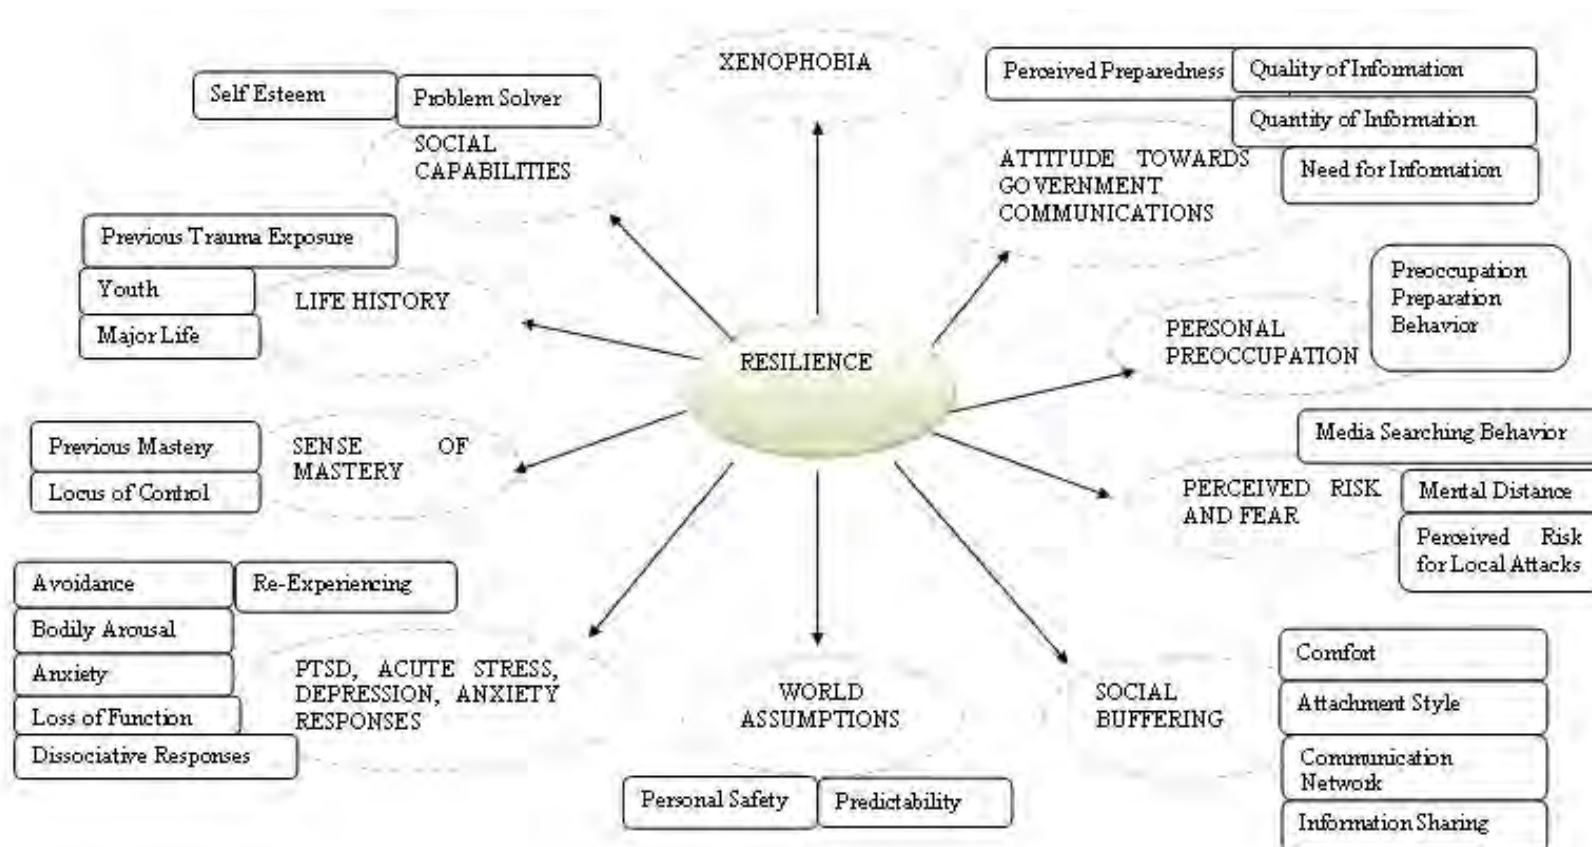 XENOPHOBIA
Self Esteem
Problem Solver
SOCIAL
CAPABILITIES
Perceived Preparedness
Quality of Information
Quantity of Information
Need for Information
ATTITUDE TOWARDS
GOVERNMENT
COMMUNICATIONS
Previous Trauma Exposure
Youth
Major Life
LIFE HISTORY
Preoccupation
Preparation
Behavior
PERSONAL
PREOCCUPATION
RESILIENCE
Previous Mastery
Locus of Control
SENSE OF
MASTERY
Media Searching Behavior
PERCEIVED RISK
AND FEAR
Mental Distance
Perceived Risk
for Local Attacks
Avoidance
Re-Experiencing
Bodily Arousal
Anxiety
Loss of Function
Dissociative Responses
PTSD, ACUTE STRESS,
DEPRESSION, ANXIETY
RESPONSES
WORLD
ASSUMPTIONS
Personal Safety
Predictability
SOCIAL
BUFFERING
Comfort
Attachment Style
Communication
Network
Information Sharing